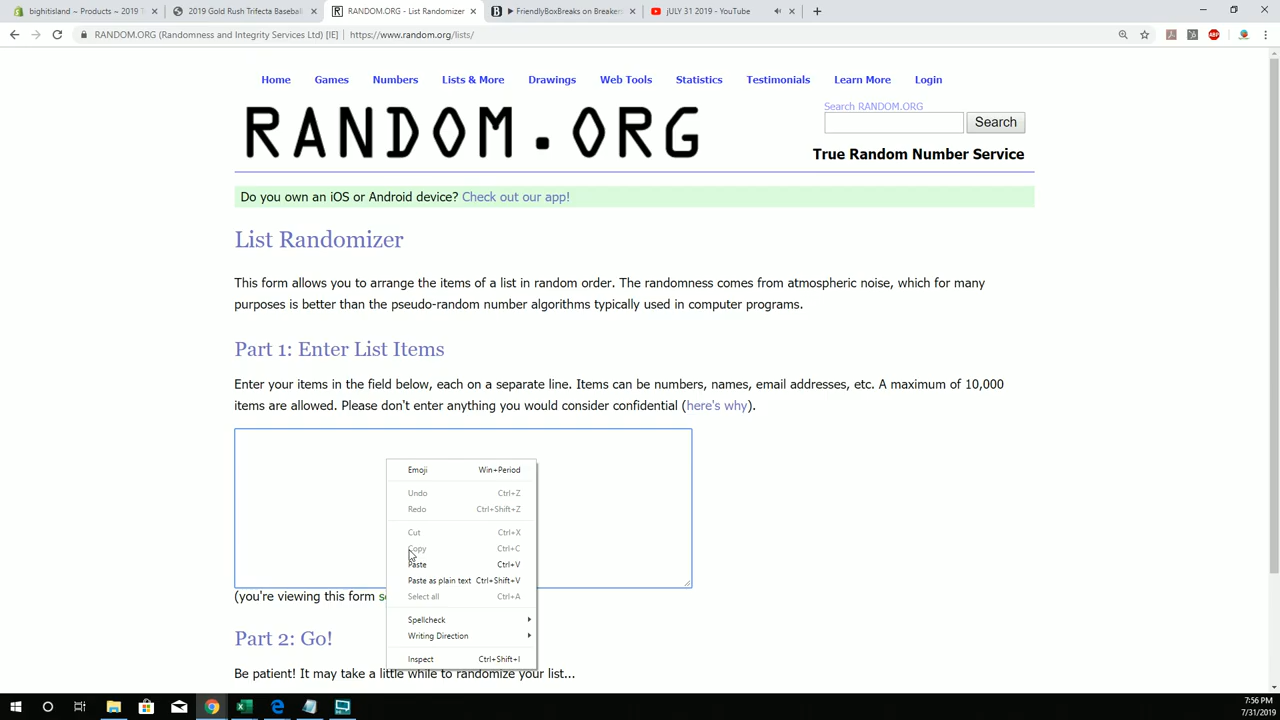 bighitisland ~ Products ~ 2019 T
2019 Gold Rush Trifecta Baseball
RANDOM.ORG - List Randomizer
FriendlyBoxBreaks on Breakers
jULY 31 2019 - YouTube
RANDOM.ORG (Randomness and Integrity Services Ltd) [IE] | https://www.random.org/lists/
Home Games Numbers Lists & More Drawings Web Tools Statistics Testimonials Learn More Login
RANDOM.ORG
Search RANDOM.ORG
Search
True Random Number Service
Do you own an iOS or Android device? Check out our app!
List Randomizer
This form allows you to arrange the items of a list in random order. The randomness comes from atmospheric noise, which for many
purposes is better than the pseudo-random number algorithms typically used in computer programs.
Part 1: Enter List Items
Enter your items in the field below, each on a separate line. Items can be numbers, names, email addresses, etc. A maximum of 10,000
items are allowed. Please don't enter anything you would consider confidential (here's why).
Emoji Win+Period
Undo Ctrl+Z
Redo Ctrl+Shift+Z
Cut Ctrl+X
Copy Ctrl+C
Paste Ctrl+V
Paste as plain text Ctrl+Shift+V
Select all Ctrl+A
Spellcheck
Writing Direction
Inspect Ctrl+Shift+I
(you're viewing this form
Part 2: Go!
Be patient! It may take a little while to randomize your list...
7:56 PM
7/31/2019